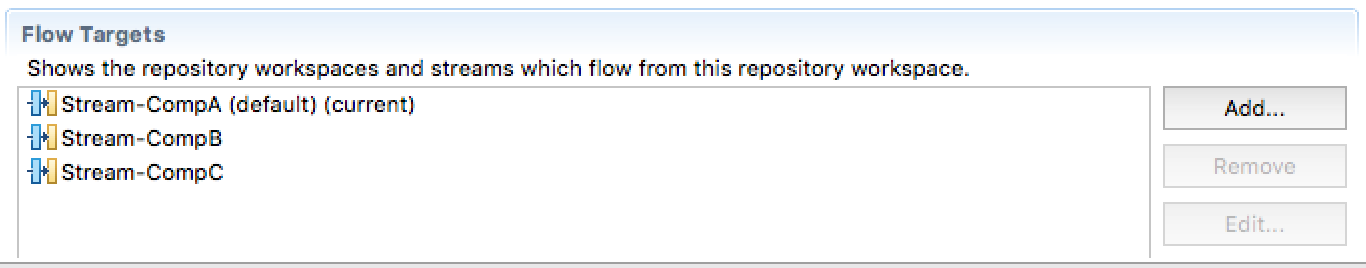 Flow Targets
Shows the repository workspaces and streams which flow from this repository workspace.
Stream-CompA (default) (current)
Stream-CompB
Stream-CompC
Add...
Remove
Edit...